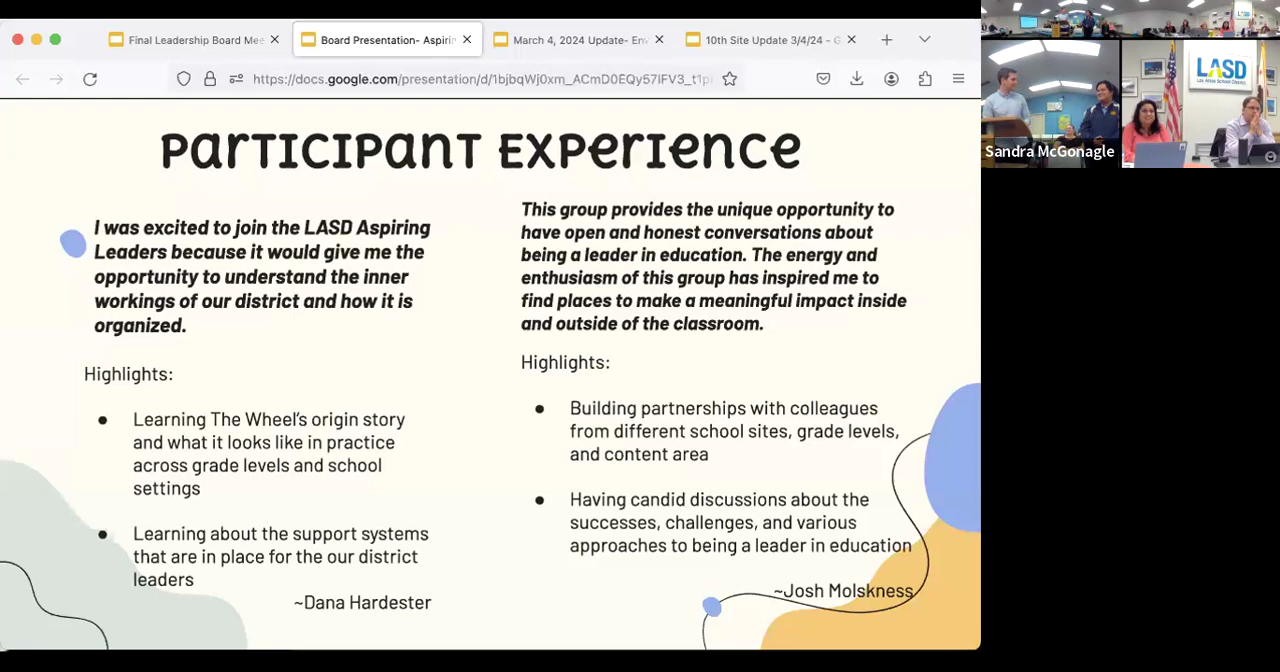 Final Leadership Board Mee
Board Presentation- Aspirin
March 4, 2024 Update- Env
10th Site Update 3/4/24 - G
https://docs.google.com/presentation/d/1bjbqWj0xm_ACmD0EQy57lFV3_t1p
Participant Experience
I was excited to join the LASD Aspiring
Leaders because it would give me the
opportunity to understand the inner
workings of our district and how it is
organized.
Highlights:
● Learning The Wheel's origin story
and what it looks like in practice
across grade levels and school
settings
● Learning about the support systems
that are in place for the our district
leaders
~Dana Hardester
This group provides the unique opportunity to
have open and honest conversations about
being a leader in education. The energy and
enthusiasm of this group has inspired me to
find places to make a meaningful impact inside
and outside of the classroom.
Highlights:
● Building partnerships with colleagues
from different school sites, grade levels,
and content area
● Having candid discussions about the
successes, challenges, and various
approaches to being a leader in education
~Josh Molskness
Sandra McGonagle
LASD
Los Altos School District